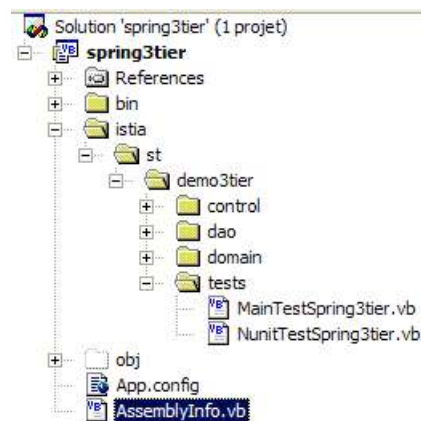 Solution 'spring3tier' (1 projet)
spring3tier
References
bin
istia
st
demo3tier
control
dao
domain
tests
MainTestSpring3tier.vb
NunitTestSpring3tier.vb
obj
App.config
AssemblyInfo.vb